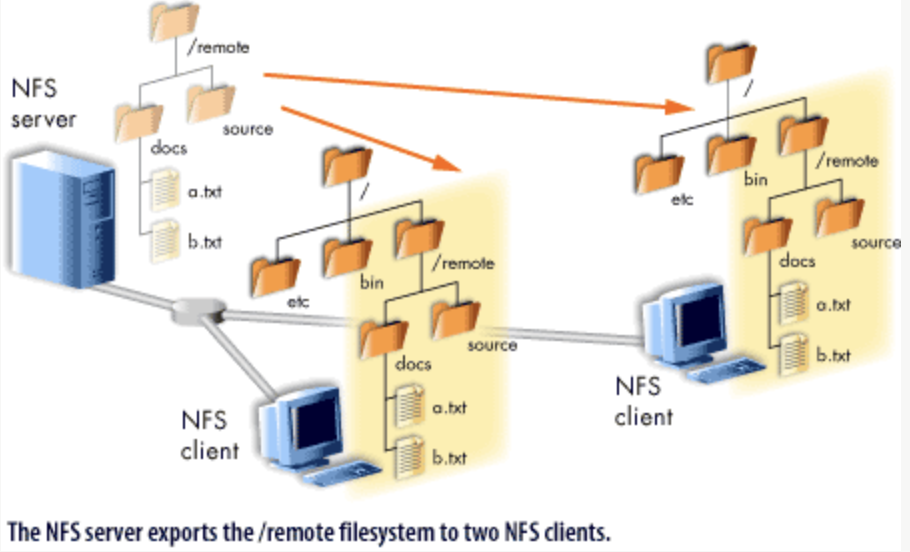 /remote
NFS
server
source
docs
a.txt
b.txt
/
etc
bin
/remote
docs
source
a.txt
b.txt
NFS
client
/
etc
bin
/remote
docs
source
a.txt
b.txt
NFS
client
The NFS server exports the /remote filesystem to two NFS clients.